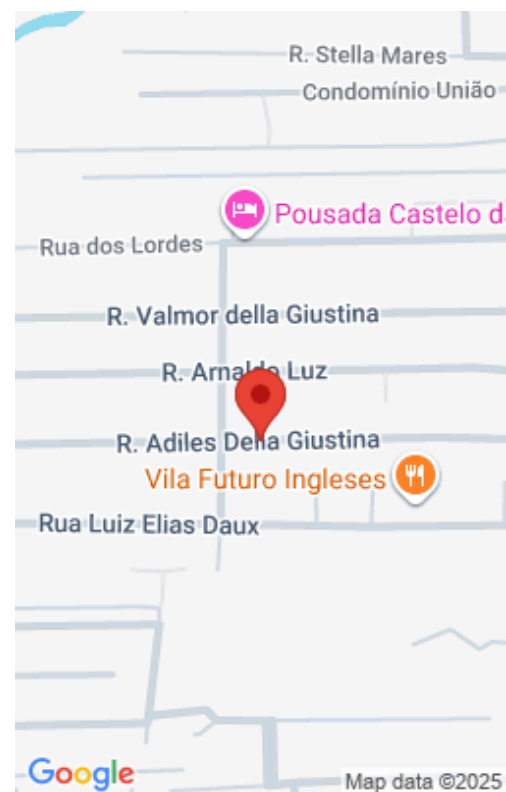 R. Stella Mares
Condomínio União
Pousada Castelo d
Rua dos Lordes
R. Valmor della Giustina
R. Arnaldo Luz
R. Adiles Della Giustina
Vila Futuro Ingleses
Rua Luiz Elias Daux
Google
Map data ©2025